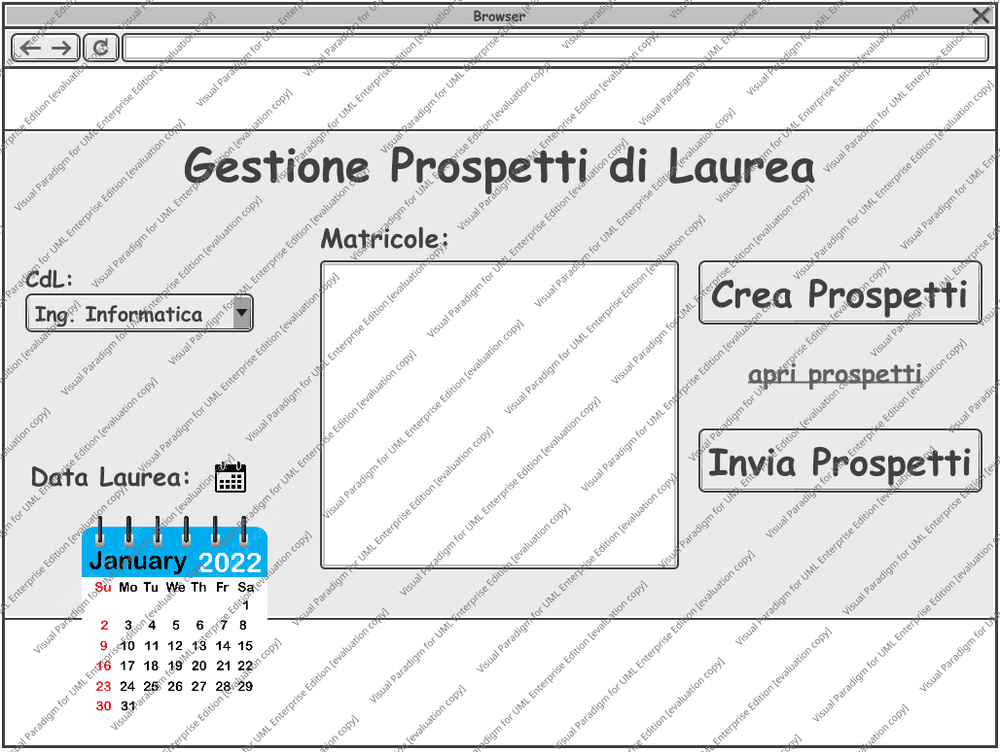 Browser
Gestione Prospetti di Laurea
Matricole:
CdL:
Ing. Informatica
Crea Prospetti
apri prospetti
Invia Prospetti
Data Laurea:
January 2022
Su Mo Tu We Th Fr Sa
1
2 3 4 5 6 7 8
9 10 11 12 13 14 15
16 17 18 19 20 21 22
23 24 25 26 27 28 29
30 31
Visual Paradigm for UML Enterprise Edition [evaluation copy]